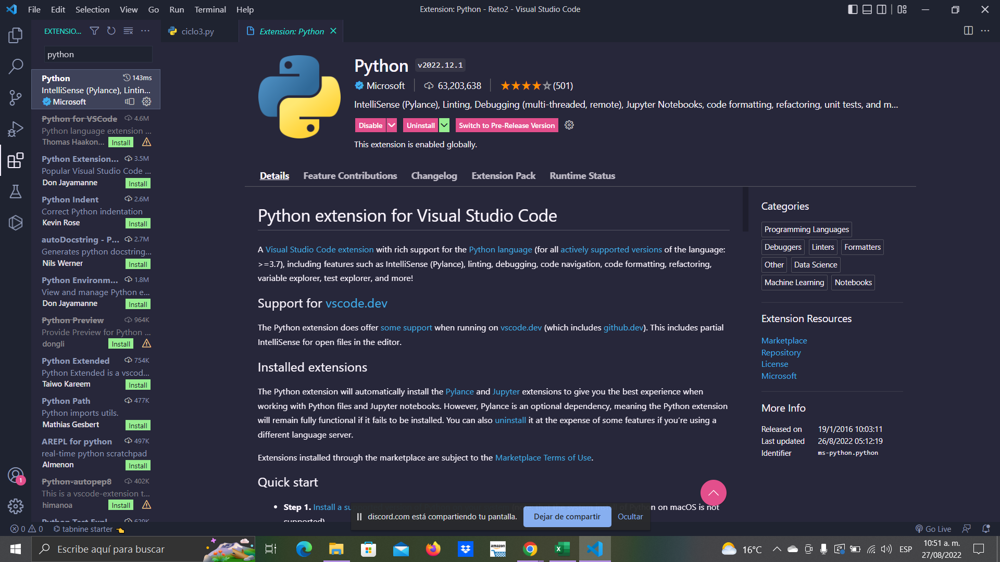 File Edit Selection View Go Run Terminal Help
Extension: Python - Reto2 - Visual Studio Code
EXTENSIO...
ciclo3.py
Extension: Python
python
Python 143ms
IntelliSense (Pylance), Lintin...
Microsoft
Python for VSCode 4.6M
Python language extension ...
Thomas Haakon... Install
Python Extension... 3.5M
Popular Visual Studio Code ...
Don Jayamanne Install
Python Indent 2.6M
Correct Python indentation
Kevin Rose Install
autoDocstring - P... 2.7M
Generates python docstring...
Nils Werner Install
Python Environm... 1.8M
View and manage Python e...
Don Jayamanne Install
Python Preview 964K
Provide Preview for Python ...
dongli Install
Python Extended 754K
Python Extended is a vscod...
Taiwo Kareem Install
Python Path 477K
Python imports utils.
Mathias Gesbert Install
AREPL for python 497K
real-time python scratchpad
Almenon Install
Python-autopep8 402K
This is a vscode-extension t...
himanoa Install
Python Test Expl 629K
Python v2022.12.1
Microsoft 63,203,638 (501)
IntelliSense (Pylance), Linting, Debugging (multi-threaded, remote), Jupyter Notebooks, code formatting, refactoring, unit tests, and m...
Disable Uninstall Switch to Pre-Release Version
This extension is enabled globally.
Details Feature Contributions Changelog Extension Pack Runtime Status
Python extension for Visual Studio Code
A Visual Studio Code extension with rich support for the Python language (for all actively supported versions of the language:
>=3.7), including features such as IntelliSense (Pylance), linting, debugging, code navigation, code formatting, refactoring,
variable explorer, test explorer, and more!
Support for vscode.dev
The Python extension does offer some support when running on vscode.dev (which includes github.dev). This includes partial
IntelliSense for open files in the editor.
Installed extensions
The Python extension will automatically install the Pylance and Jupyter extensions to give you the best experience when
working with Python files and Jupyter notebooks. However, Pylance is an optional dependency, meaning the Python extension
will remain fully functional if it fails to be installed. You can also uninstall it at the expense of some features if you're using a
different language server.
Extensions installed through the marketplace are subject to the Marketplace Terms of Use.
Quick start
Step 1. Install a su Python on macOS is not
supported)
Categories
Programming Languages
Debuggers Linters Formatters
Other Data Science
Machine Learning Notebooks
Extension Resources
Marketplace
Repository
License
Microsoft
More Info
Released on 19/1/2016 10:03:11
Last updated 26/8/2022 05:12:19
Identifier ms-python.python
discord.com está compartiendo tu pantalla. Dejar de compartir Ocultar
1
0 0 tabnine starter
Go Live
Escribe aquí para buscar
amazon
16°C
ESP
10:51 a. m.
27/08/2022